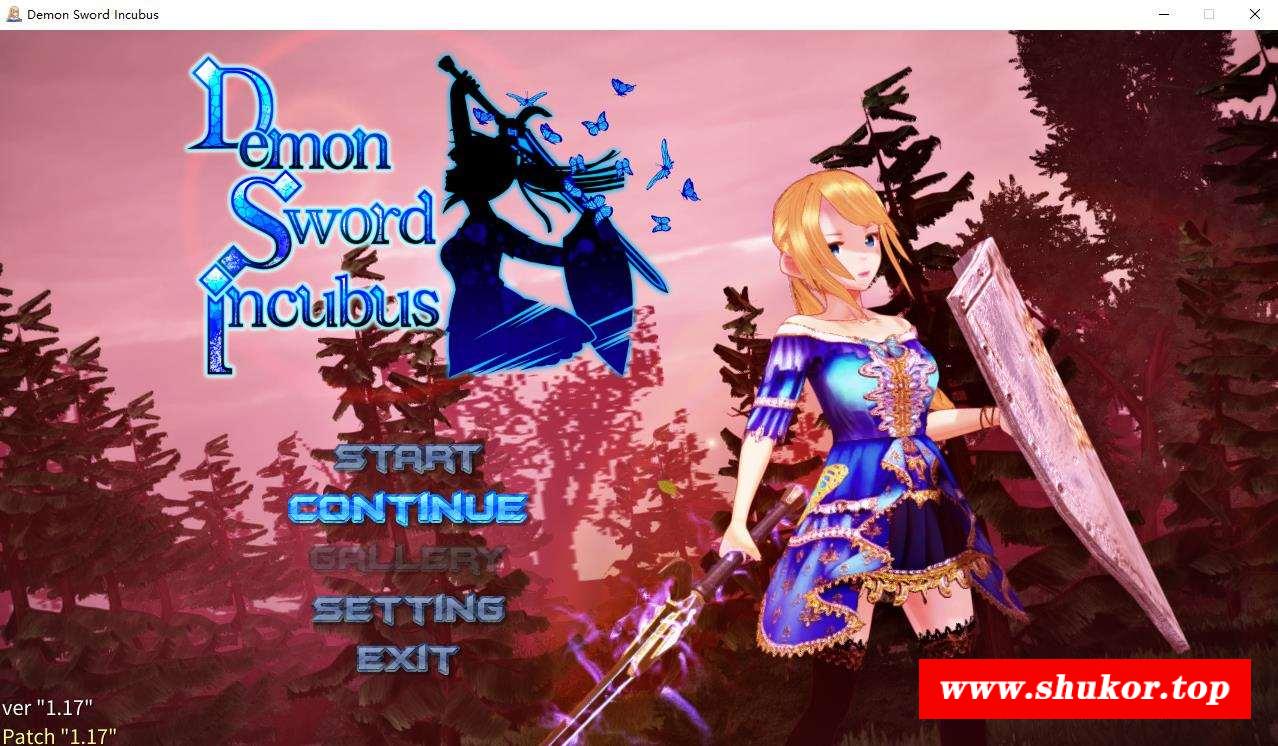 Demon Sword Incubus
Demon
Sword
Incubus
START
CONTINUE
GALLERY
SETTING
EXIT
ver "1.17"
Patch "1.17"
www.shukor.top